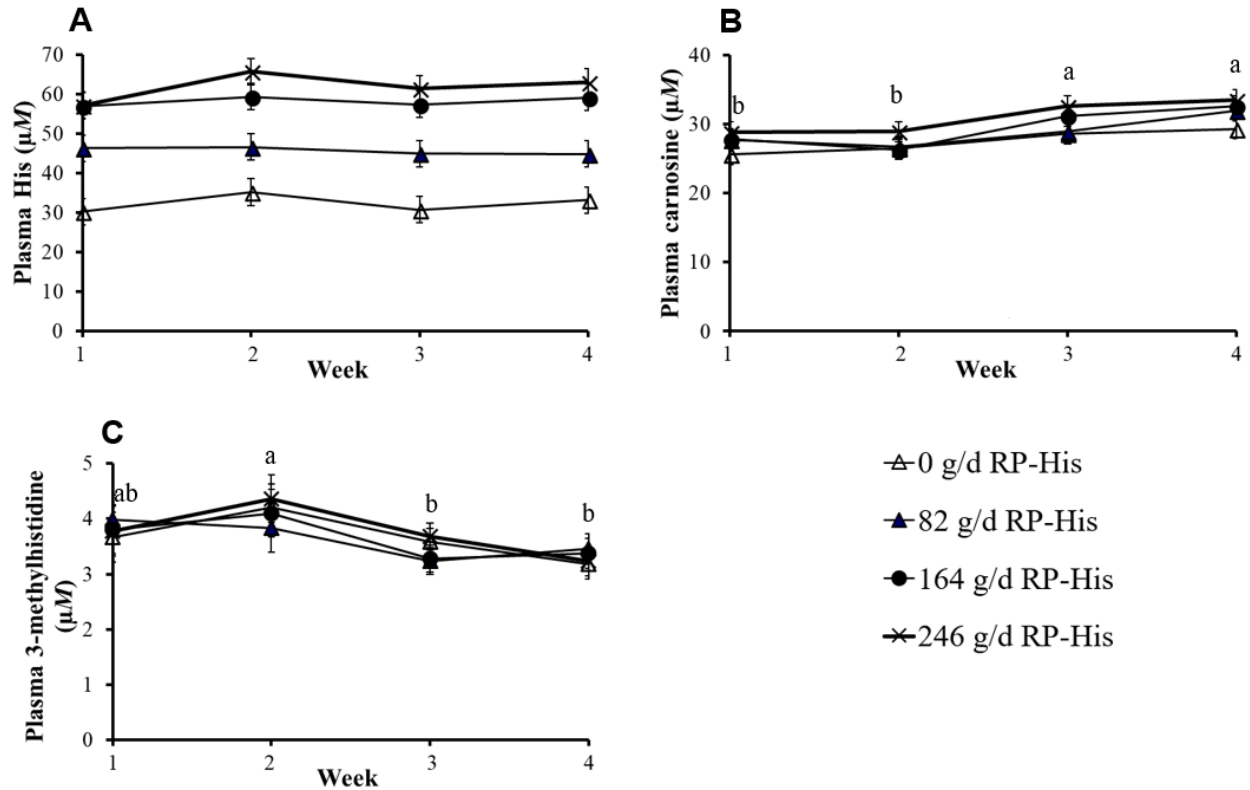 A
Plasma His (µM)
70
60
50
40
30
20
10
0
1
2
3
4
Week
B
Plasma carnosine (µM)
40
30
20
10
0
b
b
a
a
1
2
3
4
Week
C
Plasma 3-methylhistidine
(µM)
5
4
3
2
1
0
ab
a
b
b
1
2
3
4
Week
0 g/d RP-His
82 g/d RP-His
164 g/d RP-His
246 g/d RP-His